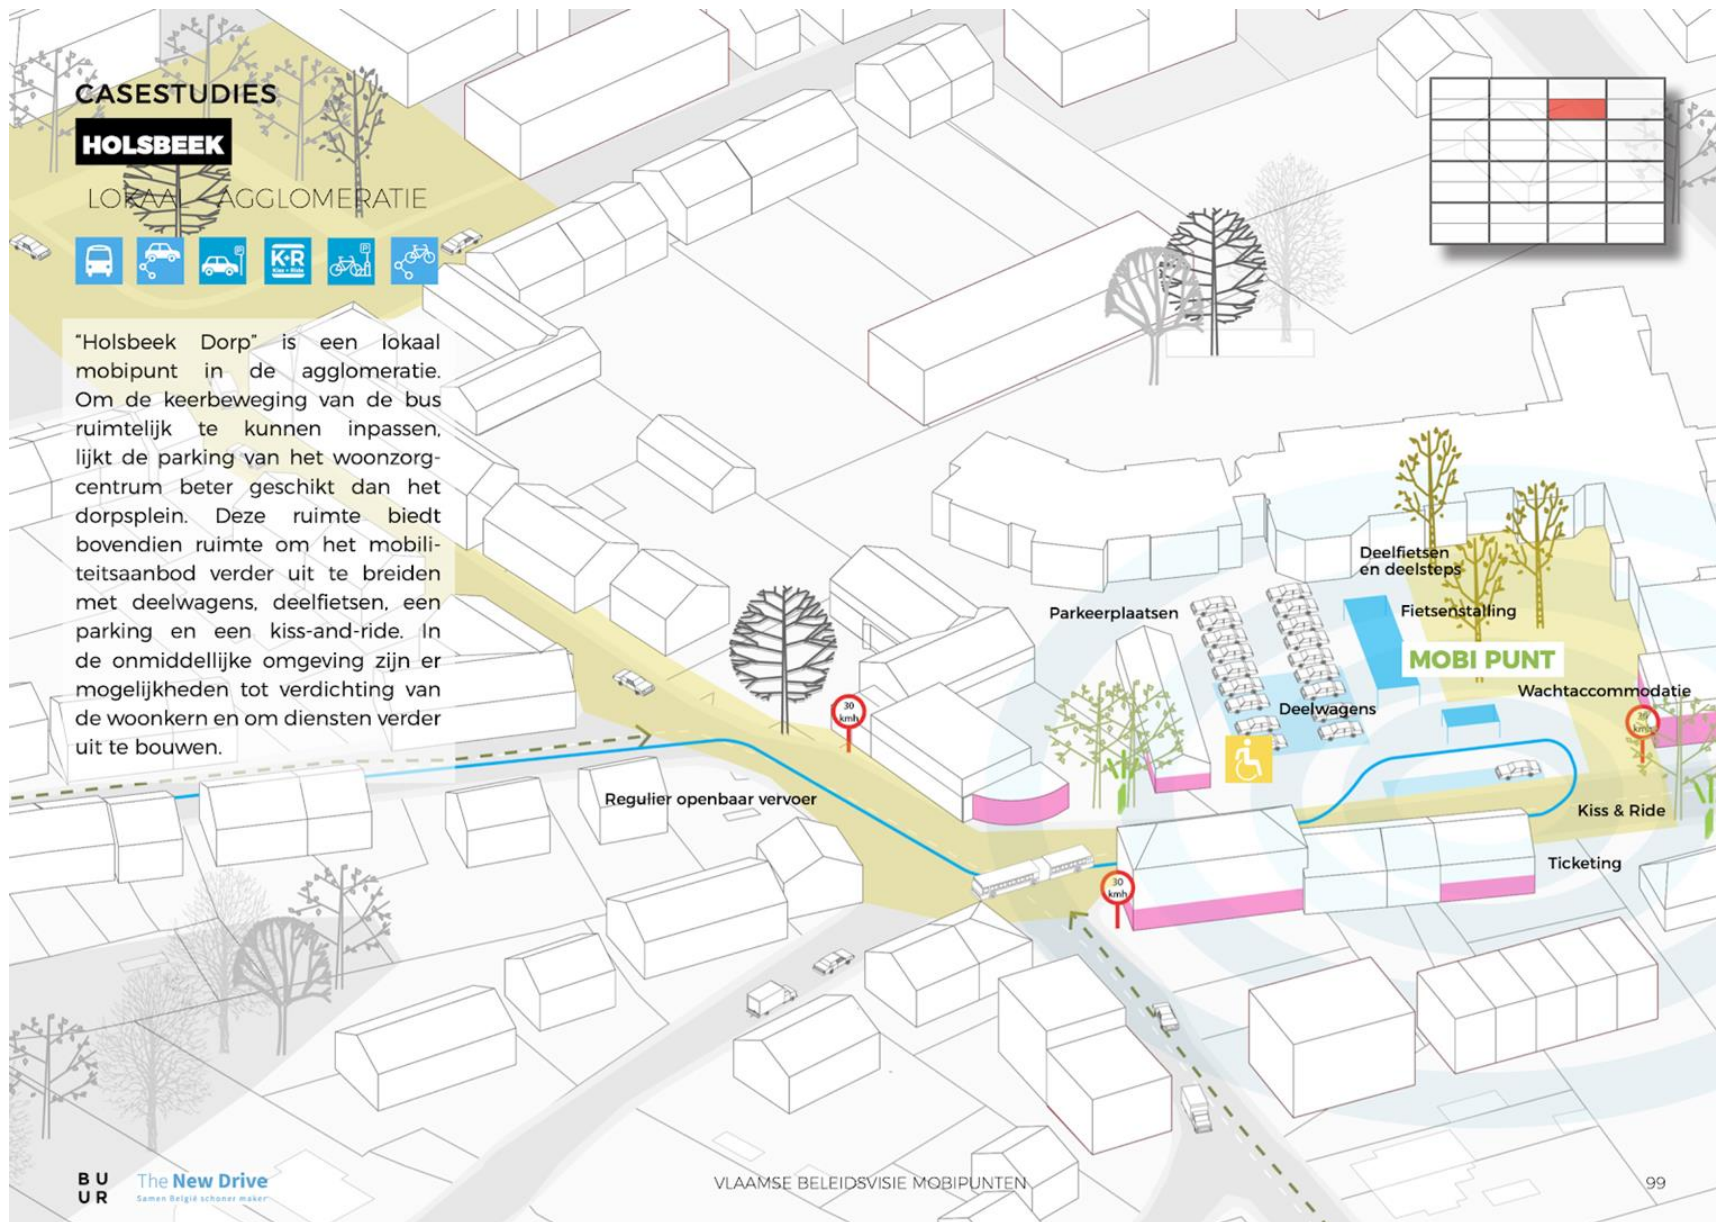 CASESTUDIES
HOLSBEEK
LOKAAL - AGGLOMERATIE
P
K+R
Kiss + Ride
P
"Holsbeek Dorp" is een lokaal
mobipunt in de agglomeratie.
Om de keerbeweging van de bus
ruimtelijk te kunnen inpassen,
lijkt de parking van het woonzorg-
centrum beter geschikt dan het
dorpsplein. Deze ruimte biedt
bovendien ruimte om het mobili-
teitsaanbod verder uit te breiden
met deelwagens, deelfietsen, een
parking en een kiss-and-ride. In
de onmiddellijke omgeving zijn er
mogelijkheden tot verdichting van
de woonkern en om diensten verder
uit te bouwen.
Deelfietsen
en deelsteps
Parkeerplaatsen
Fietsenstalling
MOBI PUNT
Wachtaccommodatie
Deelwagens
30
kmh
30
kmh
Regulier openbaar vervoer
Kiss & Ride
Ticketing
30
kmh
BU
UR
The New Drive
Samen België schoner maken
VLAAMSE BELEIDSVISIE MOBIPUNTEN
99